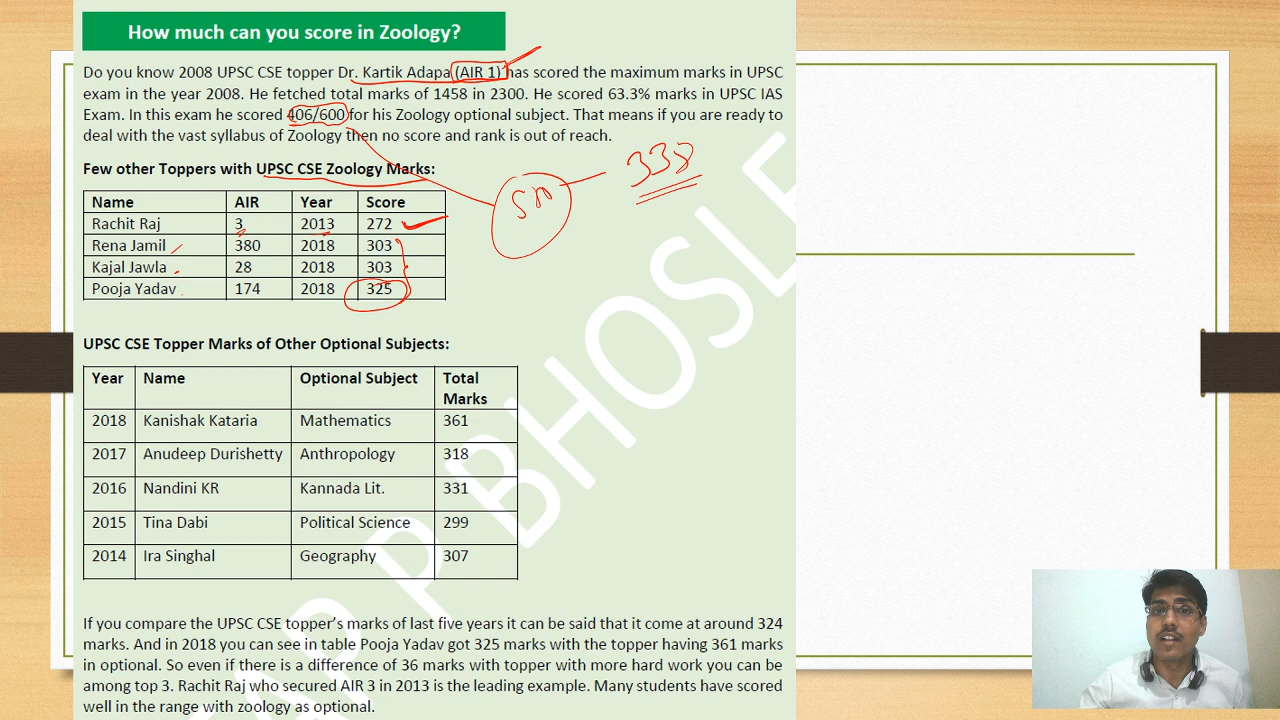 How much can you score in Zoology?
Do you know 2008 UPSC CSE topper Dr. Kartik Adapa (AIR 1) has scored the maximum marks in UPSC
exam in the year 2008. He fetched total marks of 1458 in 2300. He scored 63.3% marks in UPSC IAS
Exam. In this exam he scored 406/600 for his Zoology optional subject. That means if you are ready to
deal with the vast syllabus of Zoology then no score and rank is out of reach.
338
Few other Toppers with UPSC CSE Zoology Marks:
Name AIR Year Score
Rachit Raj 3 2013 272
Rena Jamil 380 2018 303
Kajal Jawla 28 2018 303
Pooja Yadav 174 2018 325
UPSC CSE Topper Marks of Other Optional Subjects:
Year Name Optional Subject Total
Marks
2018 Kanishak Kataria Mathematics 361
2017 Anudeep Durishetty Anthropology 318
2016 Nandini KR Kannada Lit. 331
2015 Tina Dabi Political Science 299
2014 Ira Singhal Geography 307
If you compare the UPSC CSE topper's marks of last five years it can be said that it come at around 324
marks. And in 2018 you can see in table Pooja Yadav got 325 marks with the topper having 361 marks
in optional. So even if there is a difference of 36 marks with topper with more hard work you can be
among top 3. Rachit Raj who secured AIR 3 in 2013 is the leading example. Many students have scored
well in the range with zoology as optional.
AP P BHOSLE